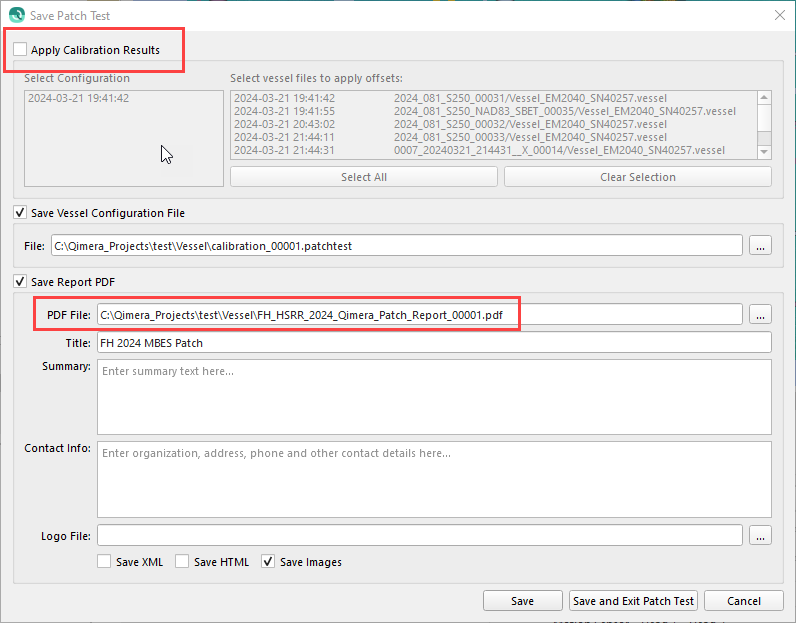 Save Patch Test
Apply Calibration Results
Select Configuration
Select vessel files to apply offsets:
2024-03-21 19:41:42
2024-03-21 19:41:42 2024_081_S250_00031/Vessel_EM2040_SN40257.vessel
2024-03-21 19:41:55 2024_081_S250_NAD83_SBET_00035/Vessel_EM2040_SN40257.vessel
2024-03-21 20:43:02 2024_081_S250_00032/Vessel_EM2040_SN40257.vessel
2024-03-21 21:44:11 2024_081_S250_00033/Vessel_EM2040_SN40257.vessel
2024-03-21 21:44:31 0007_20240321_214431__X_00014/Vessel_EM2040_SN40257.vessel
Select All
Clear Selection
Save Vessel Configuration File
File: C:\Qimera_Projects\test\Vessel\calibration_00001.patchtest ...
Save Report PDF
PDF File: C:\Qimera_Projects\test\Vessel\FH_HSRR_2024_Qimera_Patch_Report_00001.pdf ...
Title: FH 2024 MBES Patch
Summary: Enter summary text here...
Contact Info: Enter organization, address, phone and other contact details here...
Logo File: ...
Save XML Save HTML Save Images
Save Save and Exit Patch Test Cancel